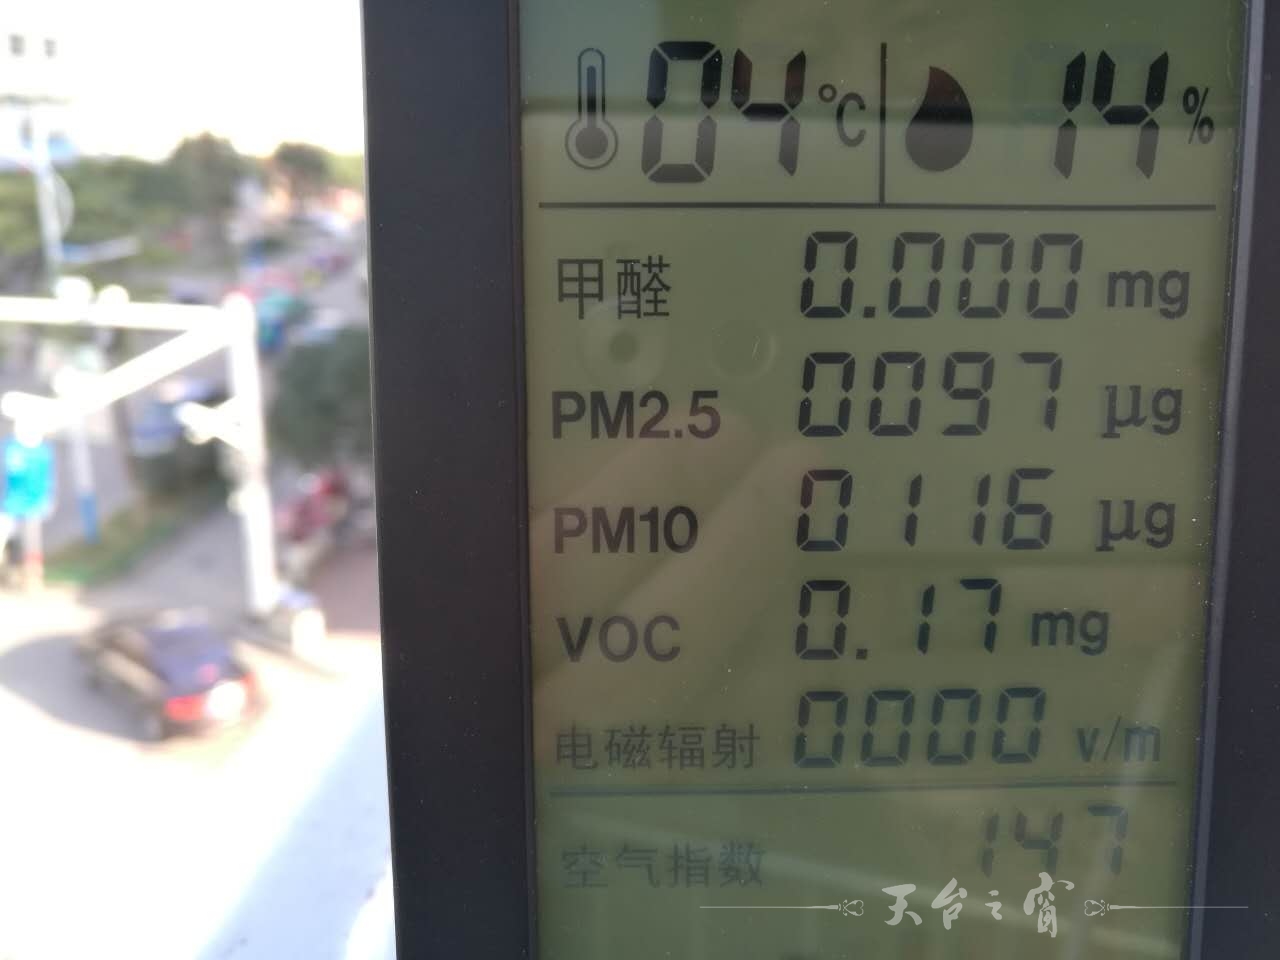 04 ℃ 14 %
甲醛 0.000 mg
PM2.5 0097 μg
PM10 0116 μg
VOC 0.17 mg
电磁辐射 0000 v/m
空气指数 147
天台之窗